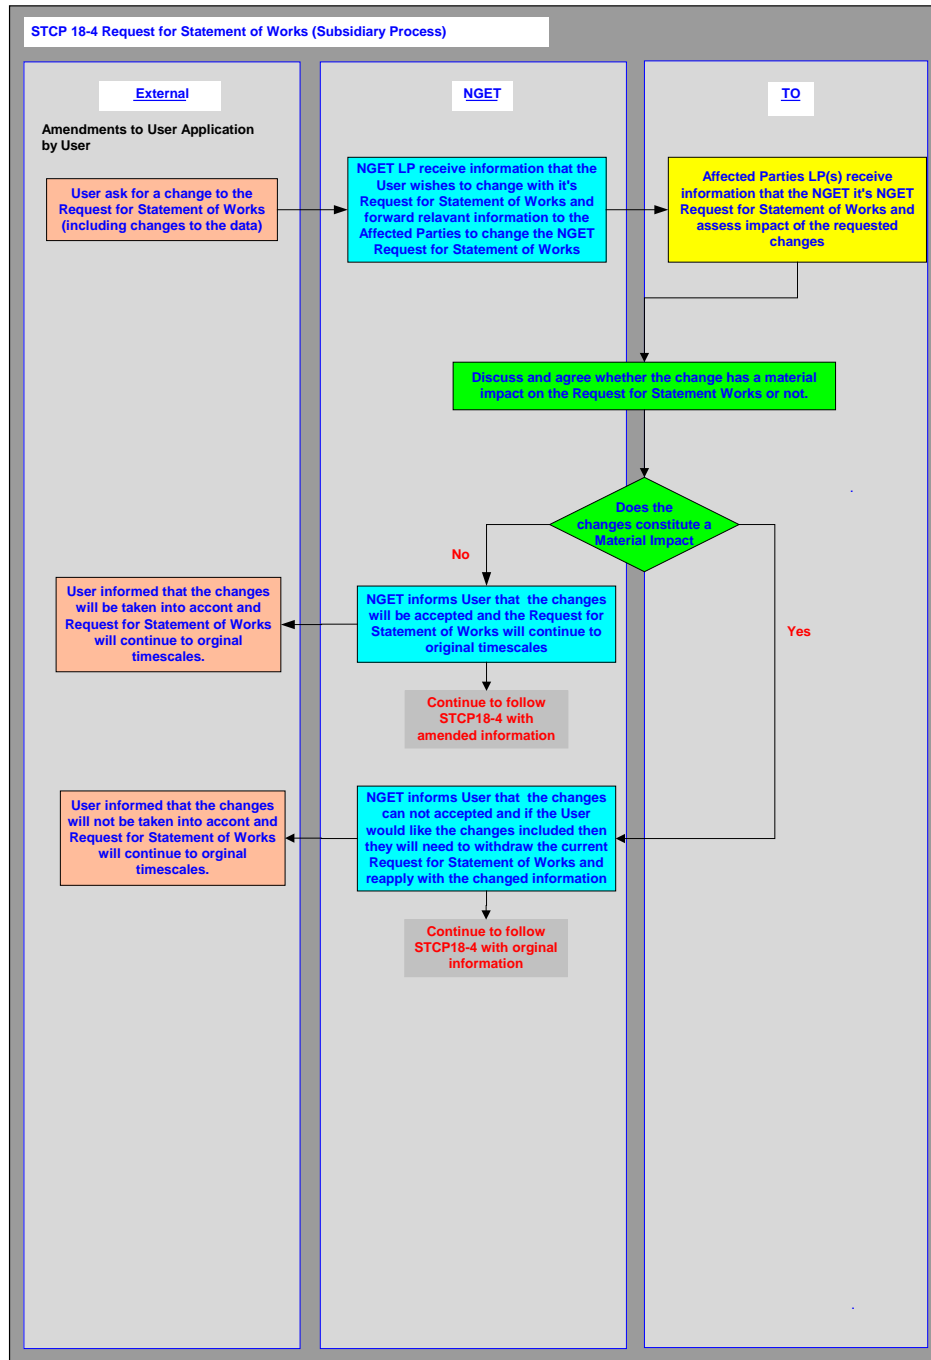 STCP 18-4 Request for Statement of Works (Subsidiary Process)
External
NGET
TO
Amendments to User Application
by User
User ask for a change to the
Request for Statement of Works
(including changes to the data)
NGET LP receive information that the
User wishes to change with it's
Request for Statement of Works and
forward relavant information to the
Affected Parties to change the NGET
Request for Statement of Works
Affected Parties LP(s) receive
information that the NGET it's NGET
Request for Statement of Works and
assess impact of the requested
changes
Discuss and agree whether the change has a material
impact on the Request for Statement Works or not.
Does the
changes constitute a
Material Impact
No
Yes
User informed that the changes
will be taken into accont and
Request for Statement of Works
will continue to orginal
timescales.
NGET informs User that the changes
will be accepted and the Request for
Statement of Works will continue to
original timescales
Continue to follow
STCP18-4 with
amended information
User informed that the changes
will not be taken into accont and
Request for Statement of Works
will continue to orginal
timescales.
NGET informs User that the changes
can not accepted and if the User
would like the changes included then
they will need to withdraw the current
Request for Statement of Works and
reapply with the changed information
Continue to follow
STCP18-4 with orginal
information